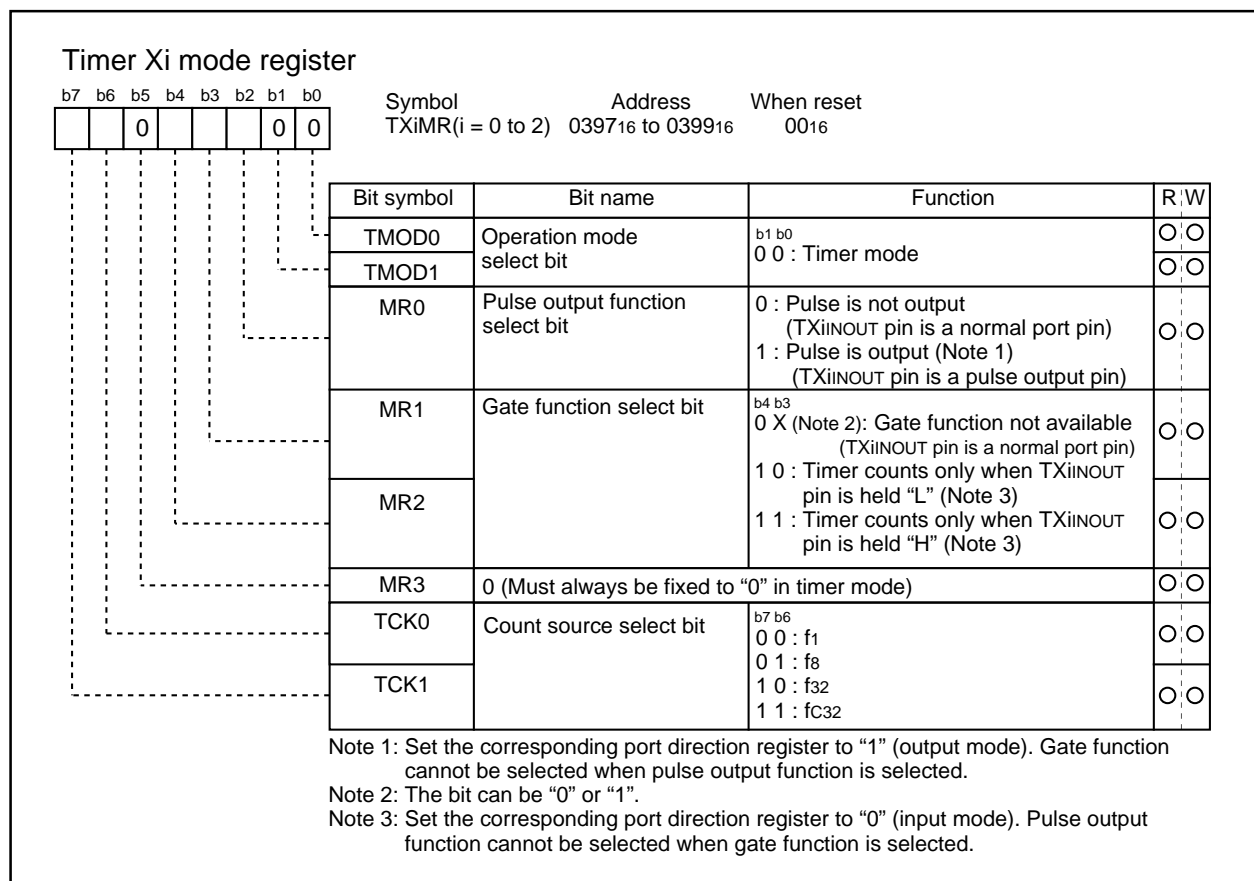 Timer Xi mode register
b7 b6 b5 b4 b3 b2 b1 b0
0 0 0
Symbol Address When reset
TXiMR(i = 0 to 2) 039716 to 039916 0016
Bit symbol Bit name Function R W
TMOD0 Operation mode select bit b1 b0
0 0 : Timer mode
TMOD1
MR0 Pulse output function select bit 0 : Pulse is not output
(TXiINOUT pin is a normal port pin)
1 : Pulse is output (Note 1)
(TXiINOUT pin is a pulse output pin)
MR1 Gate function select bit b4 b3
0 X (Note 2): Gate function not available
(TXiINOUT pin is a normal port pin)
1 0 : Timer counts only when TXiINOUT
pin is held “L” (Note 3)
MR2
1 1 : Timer counts only when TXiINOUT
pin is held “H” (Note 3)
MR3 0 (Must always be fixed to “0” in timer mode)
TCK0 Count source select bit b7 b6
0 0 : f1
0 1 : f8
TCK1 1 0 : f32
1 1 : fC32
Note 1: Set the corresponding port direction register to “1” (output mode). Gate function
cannot be selected when pulse output function is selected.
Note 2: The bit can be “0” or “1”.
Note 3: Set the corresponding port direction register to “0” (input mode). Pulse output
function cannot be selected when gate function is selected.